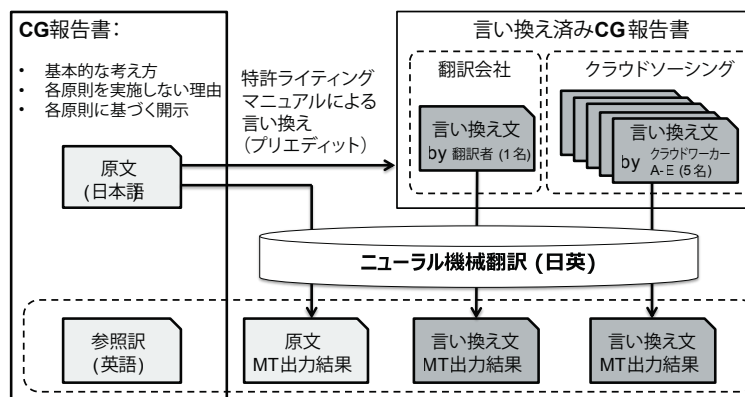 CG報告書:
• 基本的な考え方
• 各原則を実施しない理由
• 各原則に基づく開示
原文
(日本語)
特許ライティング
マニュアルによる
言い換え
(プリエディット)
言い換え済みCG報告書
翻訳会社
言い換え文
by 翻訳者 (1名)
クラウドソーシング
言い換え文
by クラウドワーカー
A-E (5名)
ニューラル機械翻訳 (日英)
参照訳
(英語)
原文
MT出力結果
言い換え文
MT出力結果
言い換え文
MT出力結果